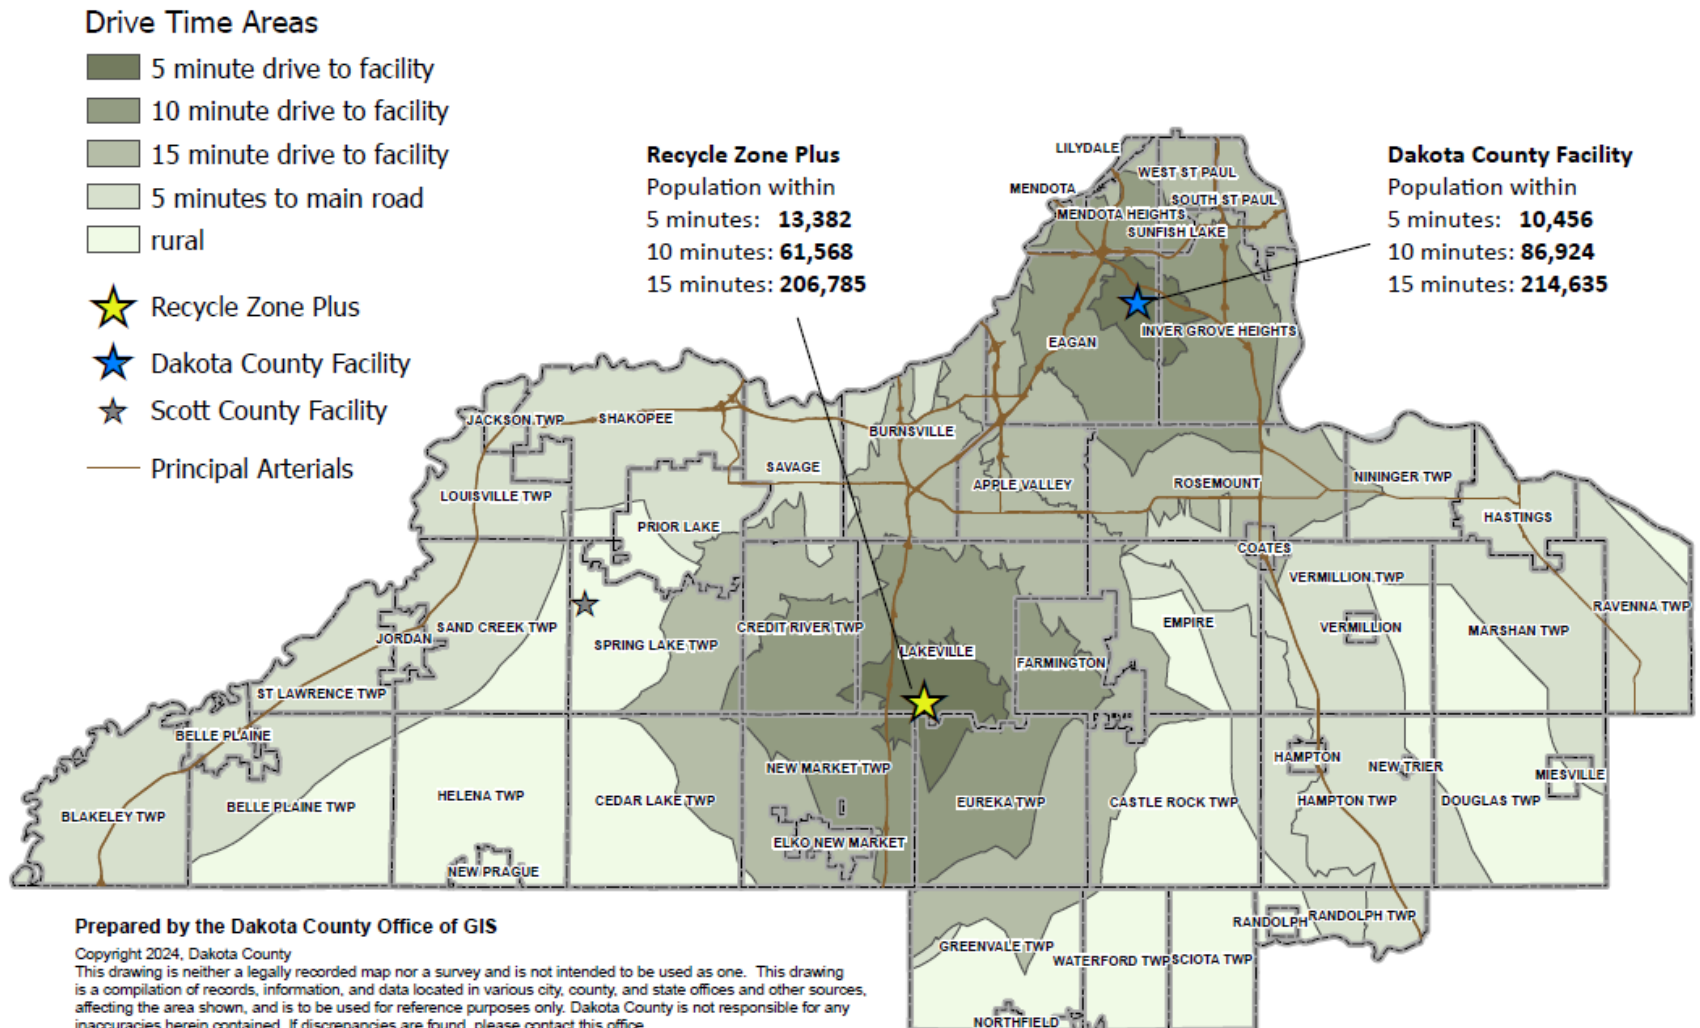 Drive Time Areas
5 minute drive to facility
10 minute drive to facility
15 minute drive to facility
5 minutes to main road
rural
Recycle Zone Plus
Dakota County Facility
Scott County Facility
Principal Arterials
Recycle Zone Plus
Population within
5 minutes: 13,382
10 minutes: 61,568
15 minutes: 206,785
Dakota County Facility
Population within
5 minutes: 10,456
10 minutes: 86,924
15 minutes: 214,635
LILYDALE
WEST ST PAUL
MENDOTA
SOUTH ST PAUL
MENDOTA HEIGHTS
SUNFISH LAKE
INVER GROVE HEIGHTS
EAGAN
JACKSON TWP
SHAKOPEE
BURNSVILLE
SAVAGE
APPLE VALLEY
ROSEMOUNT
NININGER TWP
LOUISVILLE TWP
PRIOR LAKE
HASTINGS
COATES
VERMILLION TWP
RAVENNA TWP
SAND CREEK TWP
CREDIT RIVER TWP
EMPIRE
VERMILLION
MARSHAN TWP
JORDAN
SPRING LAKE TWP
LAKEVILLE
FARMINGTON
ST LAWRENCE TWP
BELLE PLAINE
HAMPTON
NEW TRIER
MIESVILLE
NEW MARKET TWP
BLAKELEY TWP
BELLE PLAINE TWP
HELENA TWP
CEDAR LAKE TWP
EUREKA TWP
CASTLE ROCK TWP
HAMPTON TWP
DOUGLAS TWP
ELKO NEW MARKET
NEW PRAGUE
RANDOLPH
RANDOLPH TWP
GREENVALE TWP
WATERFORD TWP
SCIOTA TWP
NORTHFIELD
Prepared by the Dakota County Office of GIS
Copyright 2024, Dakota County
This drawing is neither a legally recorded map nor a survey and is not intended to be used as one. This drawing
is a compilation of records, information, and data located in various city, county, and state offices and other sources,
affecting the area shown, and is to be used for reference purposes only. Dakota County is not responsible for any
inaccuracies herein contained. If discrepancies are found, please contact this office.